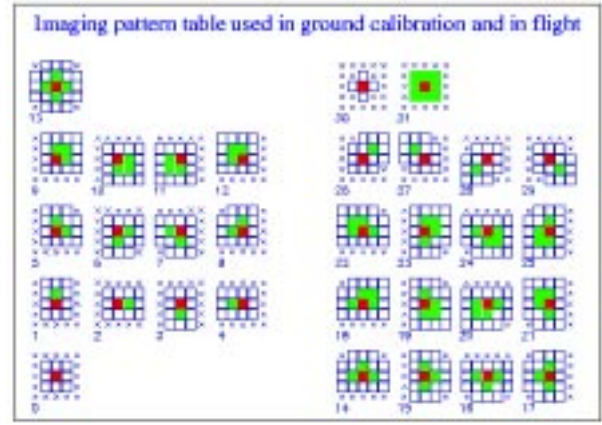 Imaging pattern table used in ground calibration and in flight
13 30 31
9 10 11 12 26 27 28 29
5 6 7 8 22 23 24 25
1 2 3 4 18 19 20 21
0 14 15 16 17